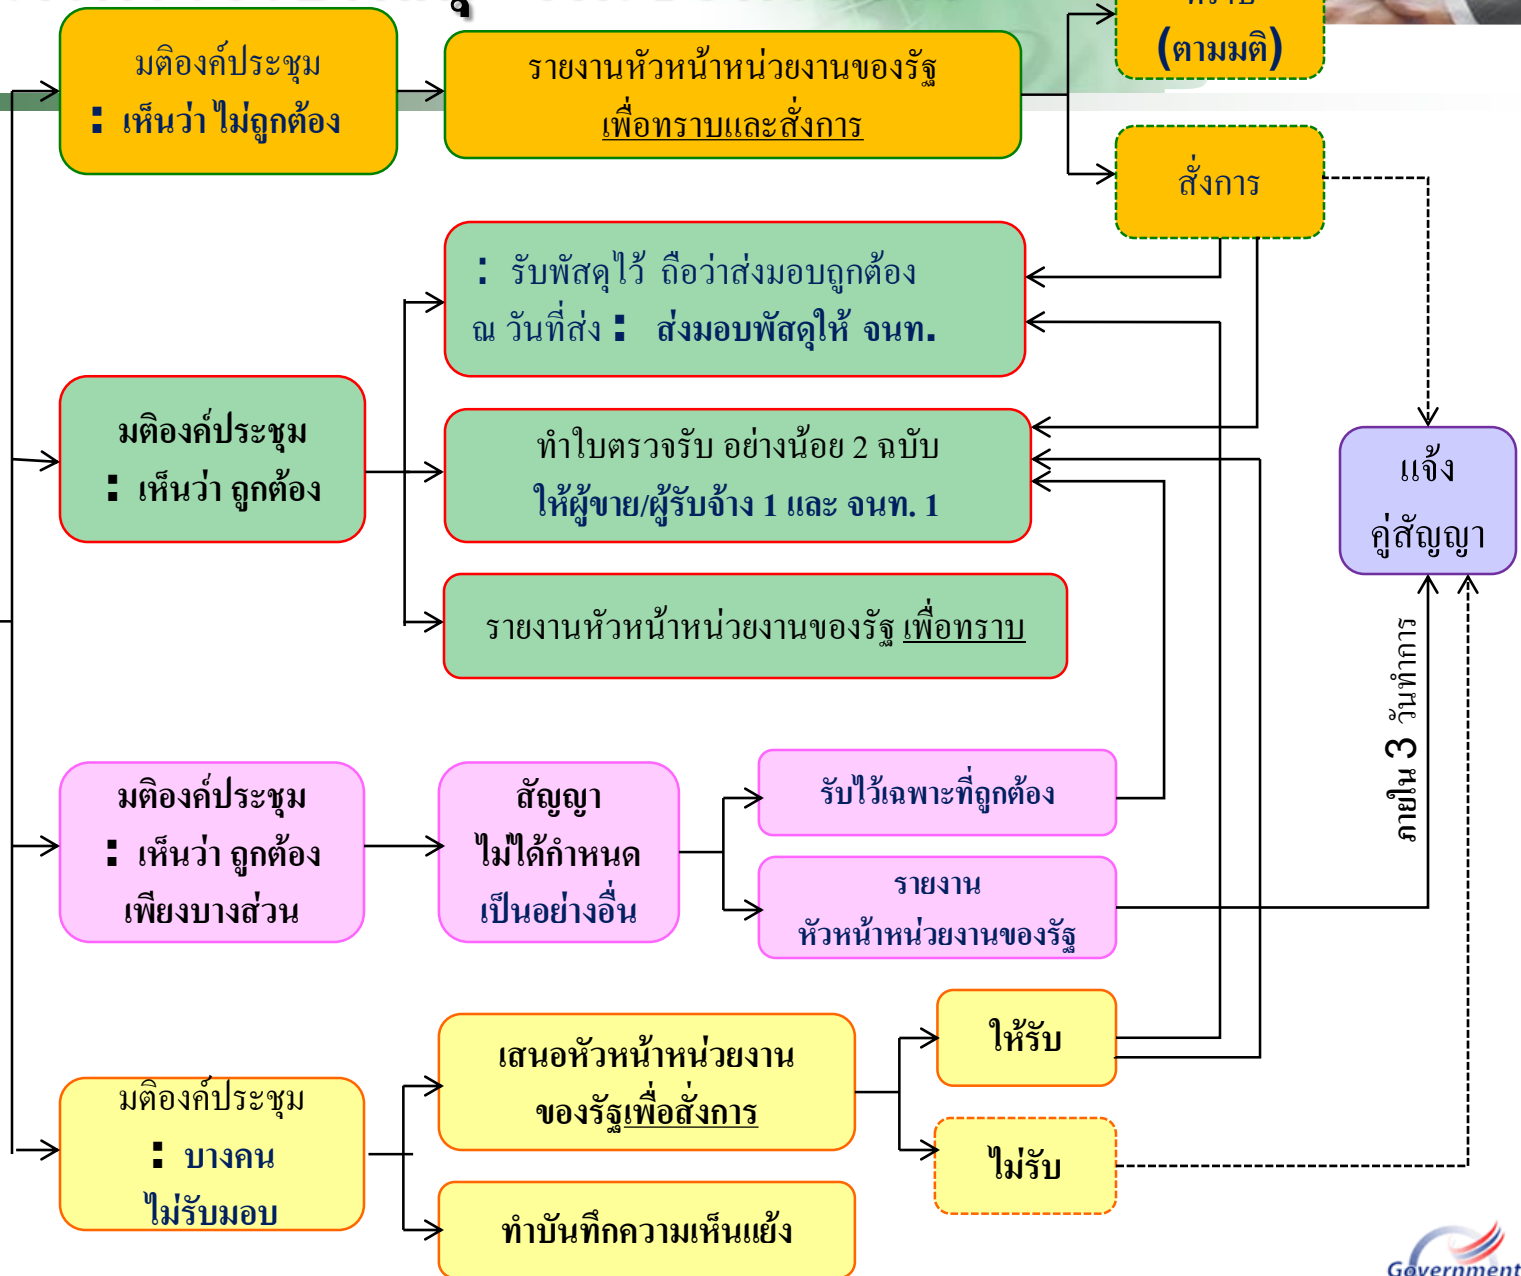 มติองค์ประชุม
: เห็นว่า ไม่ถูกต้อง
รายงานหัวหน้าหน่วยงานของรัฐ
เพื่อทราบและสั่งการ
ทราบ
(ตามมติ)
สั่งการ
มติองค์ประชุม
: เห็นว่า ถูกต้อง
: รับพัสดุไว้ ถือว่าส่งมอบถูกต้อง
ณ วันที่ส่ง : ส่งมอบพัสดุให้ จนท.
ทำใบตรวจรับ อย่างน้อย 2 ฉบับ
ให้ผู้ขาย/ผู้รับจ้าง 1 และ จนท. 1
รายงานหัวหน้าหน่วยงานของรัฐ เพื่อทราบ
แจ้ง
คู่สัญญา
ภายใน 3 วันทำการ
มติองค์ประชุม
: เห็นว่า ถูกต้อง
เพียงบางส่วน
สัญญา
ไม่ได้กำหนด
เป็นอย่างอื่น
รับไว้เฉพาะที่ถูกต้อง
รายงาน
หัวหน้าหน่วยงานของรัฐ
มติองค์ประชุม
: บางคน
ไม่รับมอบ
เสนอหัวหน้าหน่วยงาน
ของรัฐเพื่อสั่งการ
ทำบันทึกความเห็นแย้ง
ให้รับ
ไม่รับ
Government